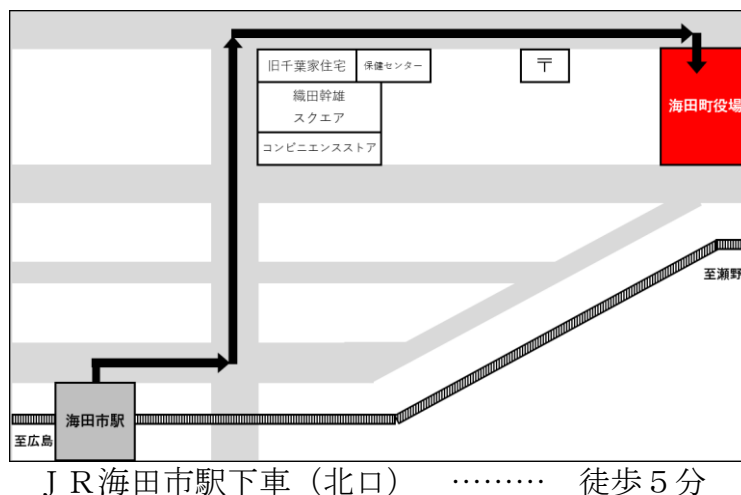 旧千葉家住宅
保健センター
〒
織田幹雄
スクエア
海田町役場
コンビニエンスストア
至瀬野
海田市駅
至広島
ＪＲ海田市駅下車（北口）　………　徒歩５分